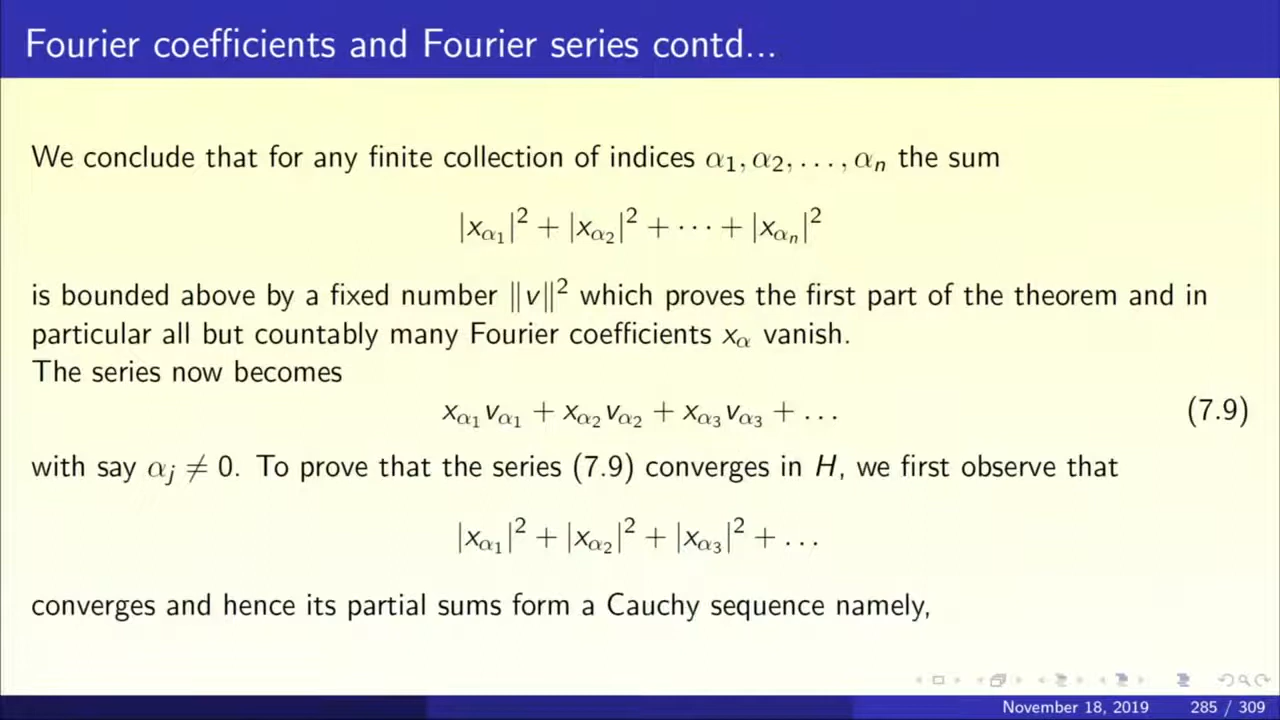 Fourier coefficients and Fourier series contd...
We conclude that for any finite collection of indices α₁, α₂, . . . , αₙ the sum
|x_{α₁}|² + |x_{α₂}|² + · · · + |x_{αₙ}|²
is bounded above by a fixed number ‖v‖² which proves the first part of the theorem and in
particular all but countably many Fourier coefficients x_α vanish.
The series now becomes
x_{α₁} v_{α₁} + x_{α₂} v_{α₂} + x_{α₃} v_{α₃} + . . . (7.9)
with say α_j ≠ 0. To prove that the series (7.9) converges in H, we first observe that
|x_{α₁}|² + |x_{α₂}|² + |x_{α₃}|² + . . .
converges and hence its partial sums form a Cauchy sequence namely,
November 18, 2019 285 / 309